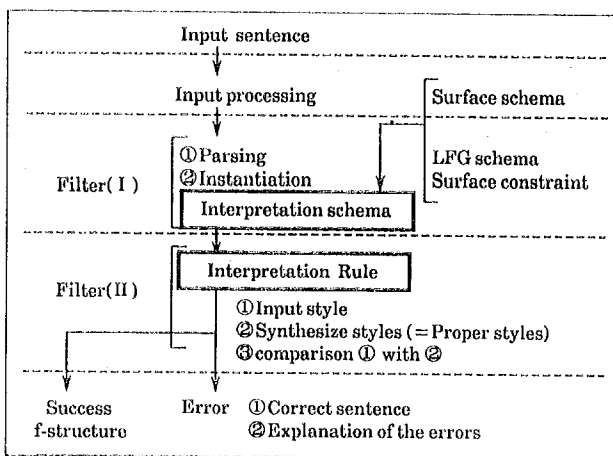 Input sentence
Input processing
Surface schema
①Parsing
②Instantiation
LFG schema
Surface constraint
Filter( I )
Interpretation schema
Interpretation Rule
Filter(II)
①Input style
②Synthesize styles (=Proper styles)
③comparison ① with ②
Success
f-structure
Error
①Correct sentence
②Explanation of the errors